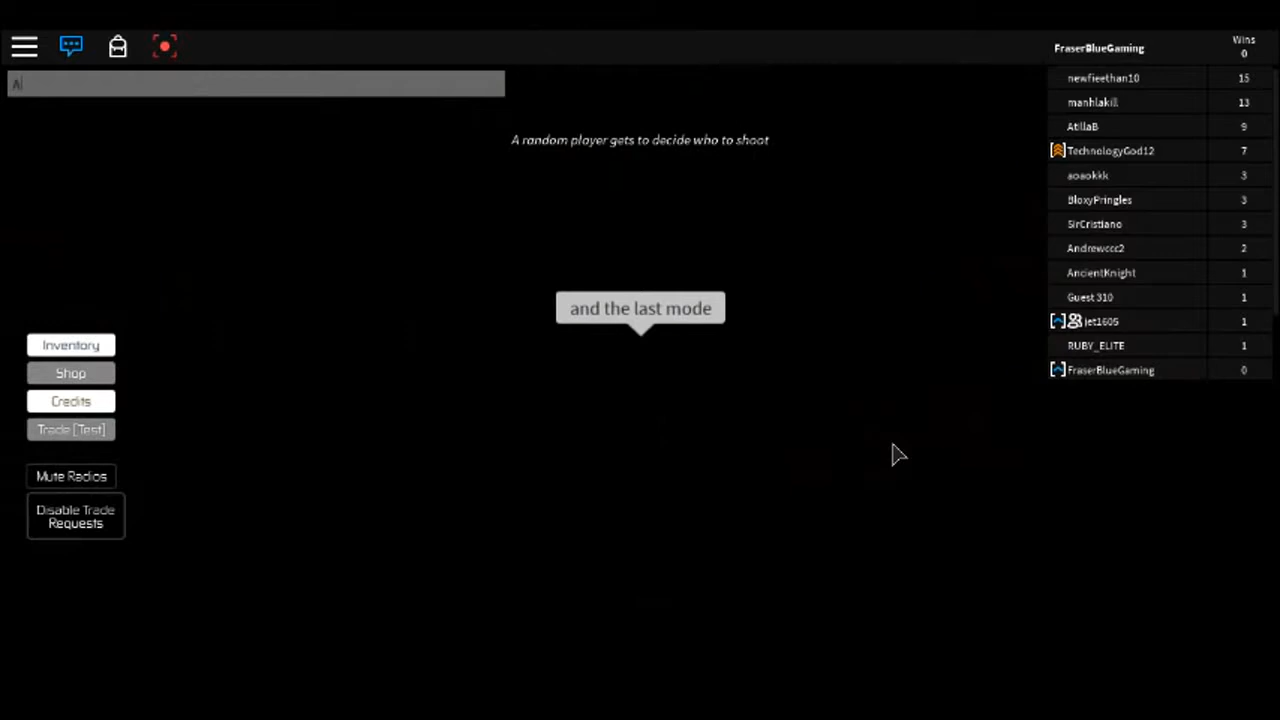 FraserBlueGaming
Wins
0
A
newfieethan10 15
manhlakill 13
AtillaB 9
A random player gets to decide who to shoot
TechnologyGod12 7
aoaokkk 3
BloxyPringles 3
SirCristiano 3
Andrewccc2 2
AncientKnight 1
Guest 310 1
and the last mode
jet1605 1
RUBY_ELITE 1
FraserBlueGaming 0
Inventory
Shop
Credits
Trade [Test]
Mute Radios
Disable Trade
Requests